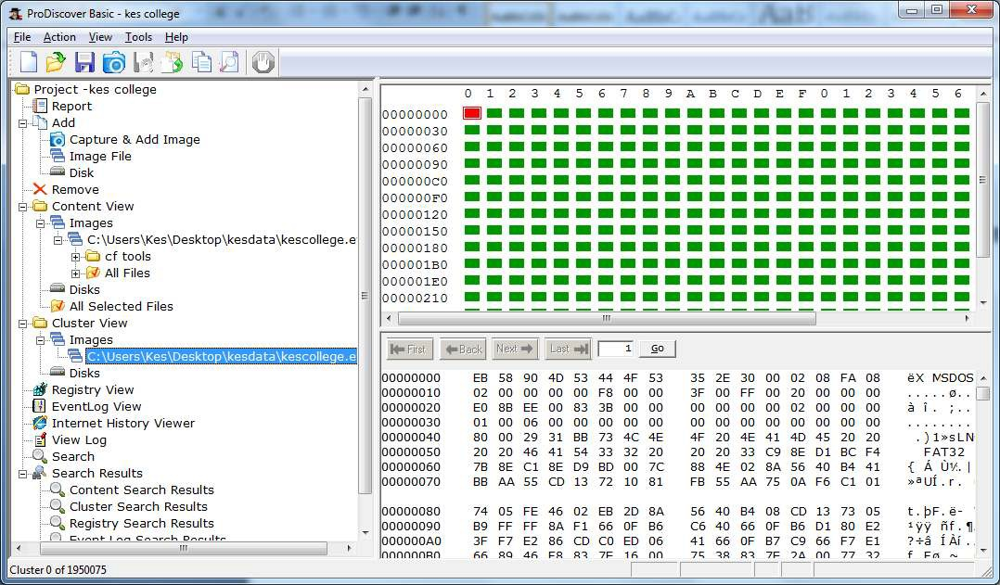 ProDiscover Basic - kes college
File Action View Tools Help
Project -kes college
Report
Add
Capture & Add Image
Image File
Disk
Remove
Content View
Images
C:\Users\Kes\Desktop\kesdata\kescollege.e
cf tools
All Files
Disks
All Selected Files
Cluster View
Images
C:\Users\Kes\Desktop\kesdata\kescollege.e
Disks
Registry View
EventLog View
Internet History Viewer
View Log
Search
Search Results
Content Search Results
Cluster Search Results
Registry Search Results
Event Log Search Results
0 1 2 3 4 5 6 7 8 9 A B C D E F 0 1 2 3 4 5 6
00000000
00000030
00000060
00000090
000000C0
000000F0
00000120
00000150
00000180
000001B0
000001E0
00000210
First Back Next Last 1 Go
00000000 EB 58 90 4D 53 44 4F 53 35 2E 30 00 02 08 FA 08 ëX MSDOS
00000010 02 00 00 00 00 F8 00 00 3F 00 FF 00 20 00 00 00 .....ø..
00000020 E0 8B EE 00 83 3B 00 00 00 00 00 00 02 00 00 00 à î. ;..
00000030 01 00 06 00 00 00 00 00 00 00 00 00 00 00 00 00 ........
00000040 80 00 29 31 BB 73 4C 4E 4F 20 4E 41 4D 45 20 20 .)1»sLN
00000050 20 20 46 41 54 33 32 20 20 20 33 C9 8E D1 BC F4 FAT32
00000060 7B 8E C1 8E D9 BD 00 7C 88 4E 02 8A 56 40 B4 41 { Á Ù½.|
00000070 BB AA 55 CD 13 72 10 81 FB 55 AA 75 0A F6 C1 01 »ªUÍ.r.
00000080 74 05 FE 46 02 EB 2D 8A 56 40 B4 08 CD 13 73 05 t.þF.ë-
00000090 B9 FF FF 8A F1 66 0F B6 C6 40 66 0F B6 D1 80 E2 ¹ÿÿ ñf.¶
000000A0 3F F7 E2 86 CD C0 ED 06 41 66 0F B7 C9 66 F7 E1 ?÷â ÍÀí.
000000B0 66 89 46 F8 83 7E 16 00 75 38 83 7E 2A 00 77 32 f Fø ~
Cluster 0 of 1950075